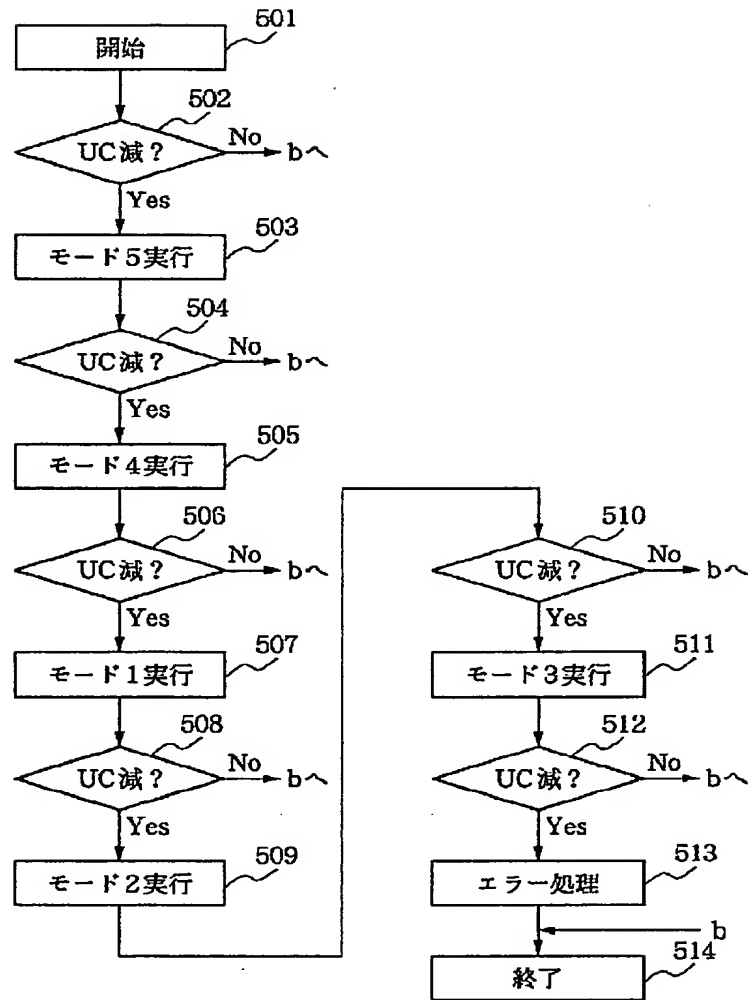 開始
501
502
UC減?
No
bへ
Yes
503
モード5実行
504
UC減?
No
bへ
Yes
505
モード4実行
506
UC減?
No
bへ
Yes
507
モード1実行
508
UC減?
No
bへ
Yes
509
モード2実行
510
UC減?
No
bへ
Yes
511
モード3実行
512
UC減?
No
bへ
Yes
513
エラー処理
b
514
終了